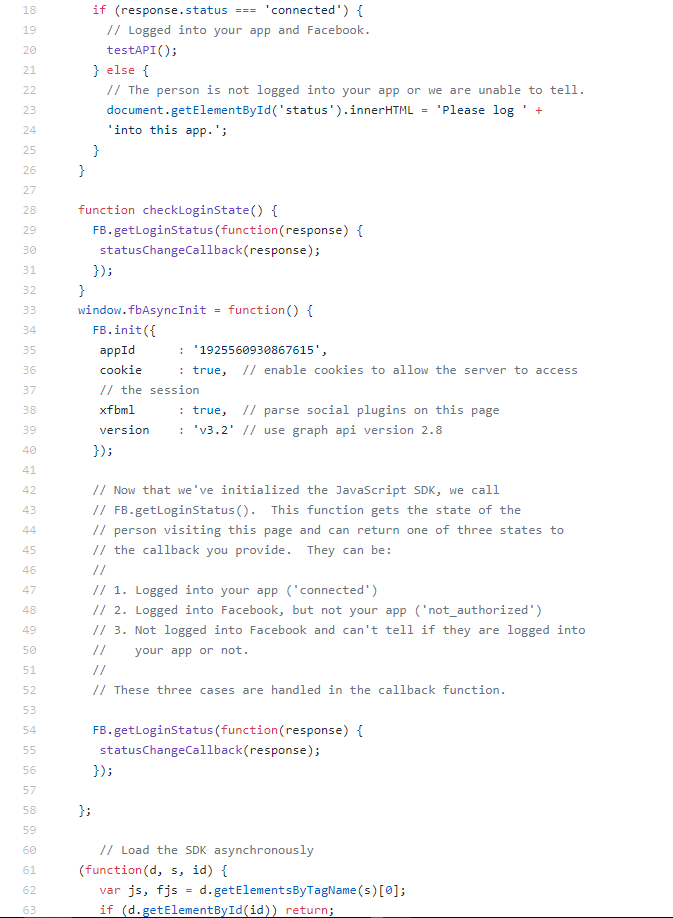 18 if (response.status === 'connected') {
19 // Logged into your app and Facebook.
20 testAPI();
21 } else {
22 // The person is not logged into your app or we are unable to tell.
23 document.getElementById('status').innerHTML = 'Please log ' +
24 'into this app.';
25 }
26 }
27
28 function checkLoginState() {
29 FB.getLoginStatus(function(response) {
30 statusChangeCallback(response);
31 });
32 }
33 window.fbAsyncInit = function() {
34 FB.init({
35 appId : '1925560930867615',
36 cookie : true, // enable cookies to allow the server to access
37 // the session
38 xfbml : true, // parse social plugins on this page
39 version : 'v3.2' // use graph api version 2.8
40 });
41
42 // Now that we've initialized the JavaScript SDK, we call
43 // FB.getLoginStatus(). This function gets the state of the
44 // person visiting this page and can return one of three states to
45 // the callback you provide. They can be:
46 //
47 // 1. Logged into your app ('connected')
48 // 2. Logged into Facebook, but not your app ('not_authorized')
49 // 3. Not logged into Facebook and can't tell if they are logged into
50 // your app or not.
51 //
52 // These three cases are handled in the callback function.
53
54 FB.getLoginStatus(function(response) {
55 statusChangeCallback(response);
56 });
57
58 };
59
60 // Load the SDK asynchronously
61 (function(d, s, id) {
62 var js, fjs = d.getElementsByTagName(s)[0];
63 if (d.getElementById(id)) return;